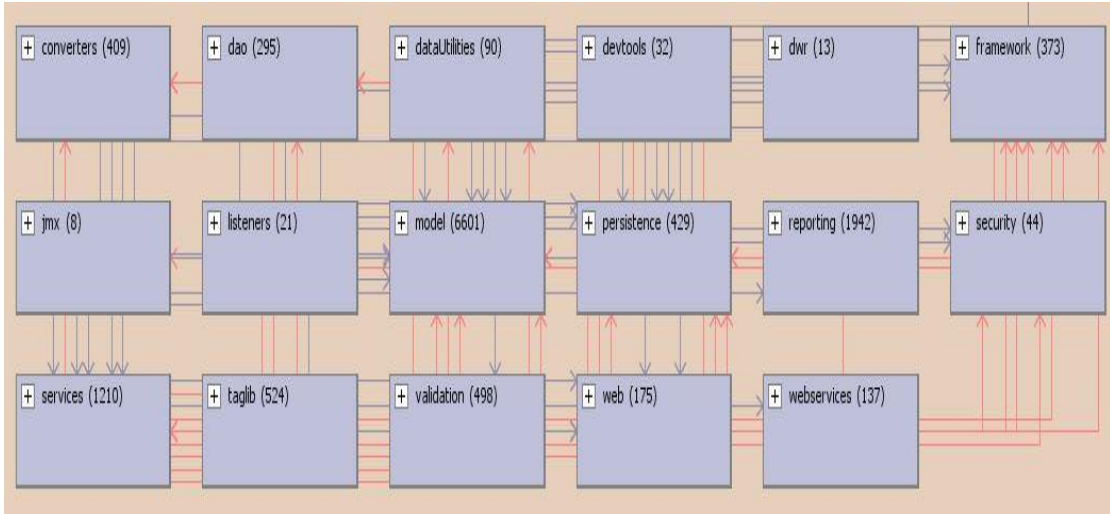 converters (409)
dao (295)
dataUtilities (90)
devtools (32)
dwr (13)
framework (373)
jmx (8)
listeners (21)
model (6601)
persistence (429)
reporting (1942)
security (44)
services (1210)
taglib (524)
validation (498)
web (175)
webservices (137)